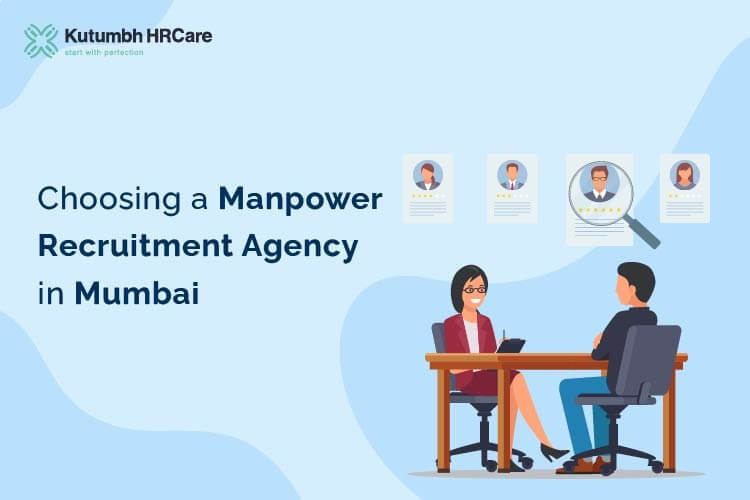 Kutumbh HRCare
start with perfection
Choosing a Manpower
Recruitment Agency
in Mumbai